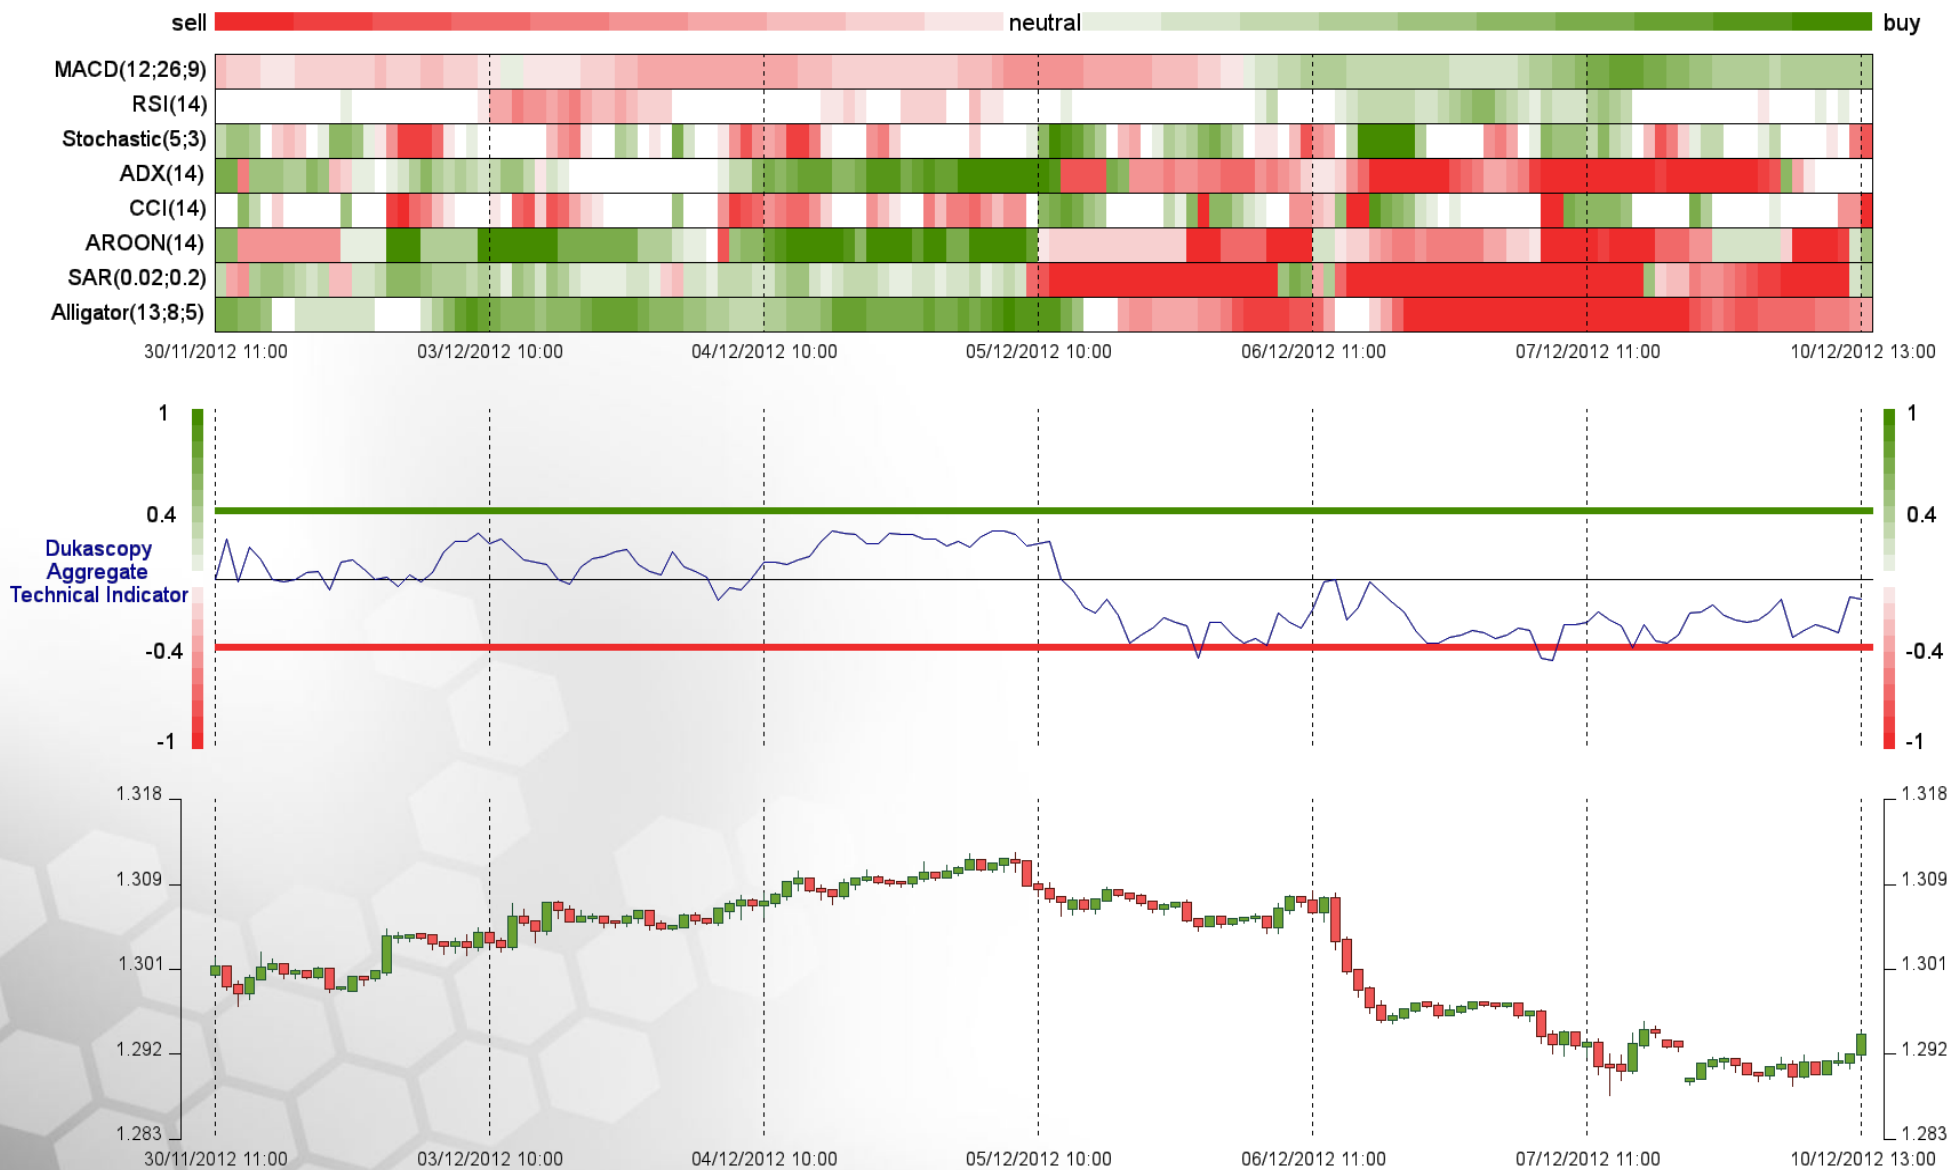 sell neutral buy
MACD(12;26;9)
RSI(14)
Stochastic(5;3)
ADX(14)
CCI(14)
AROON(14)
SAR(0.02;0.2)
Alligator(13;8;5)
30/11/2012 11:00 03/12/2012 10:00 04/12/2012 10:00 05/12/2012 10:00 06/12/2012 11:00 07/12/2012 11:00 10/12/2012 13:00
1 1
0.4 0.4
Dukascopy
Aggregate
Technical Indicator
-0.4 -0.4
-1 -1
1.318 1.318
1.309 1.309
1.301 1.301
1.292 1.292
1.283 1.283
30/11/2012 11:00 03/12/2012 10:00 04/12/2012 10:00 05/12/2012 10:00 06/12/2012 11:00 07/12/2012 11:00 10/12/2012 13:00